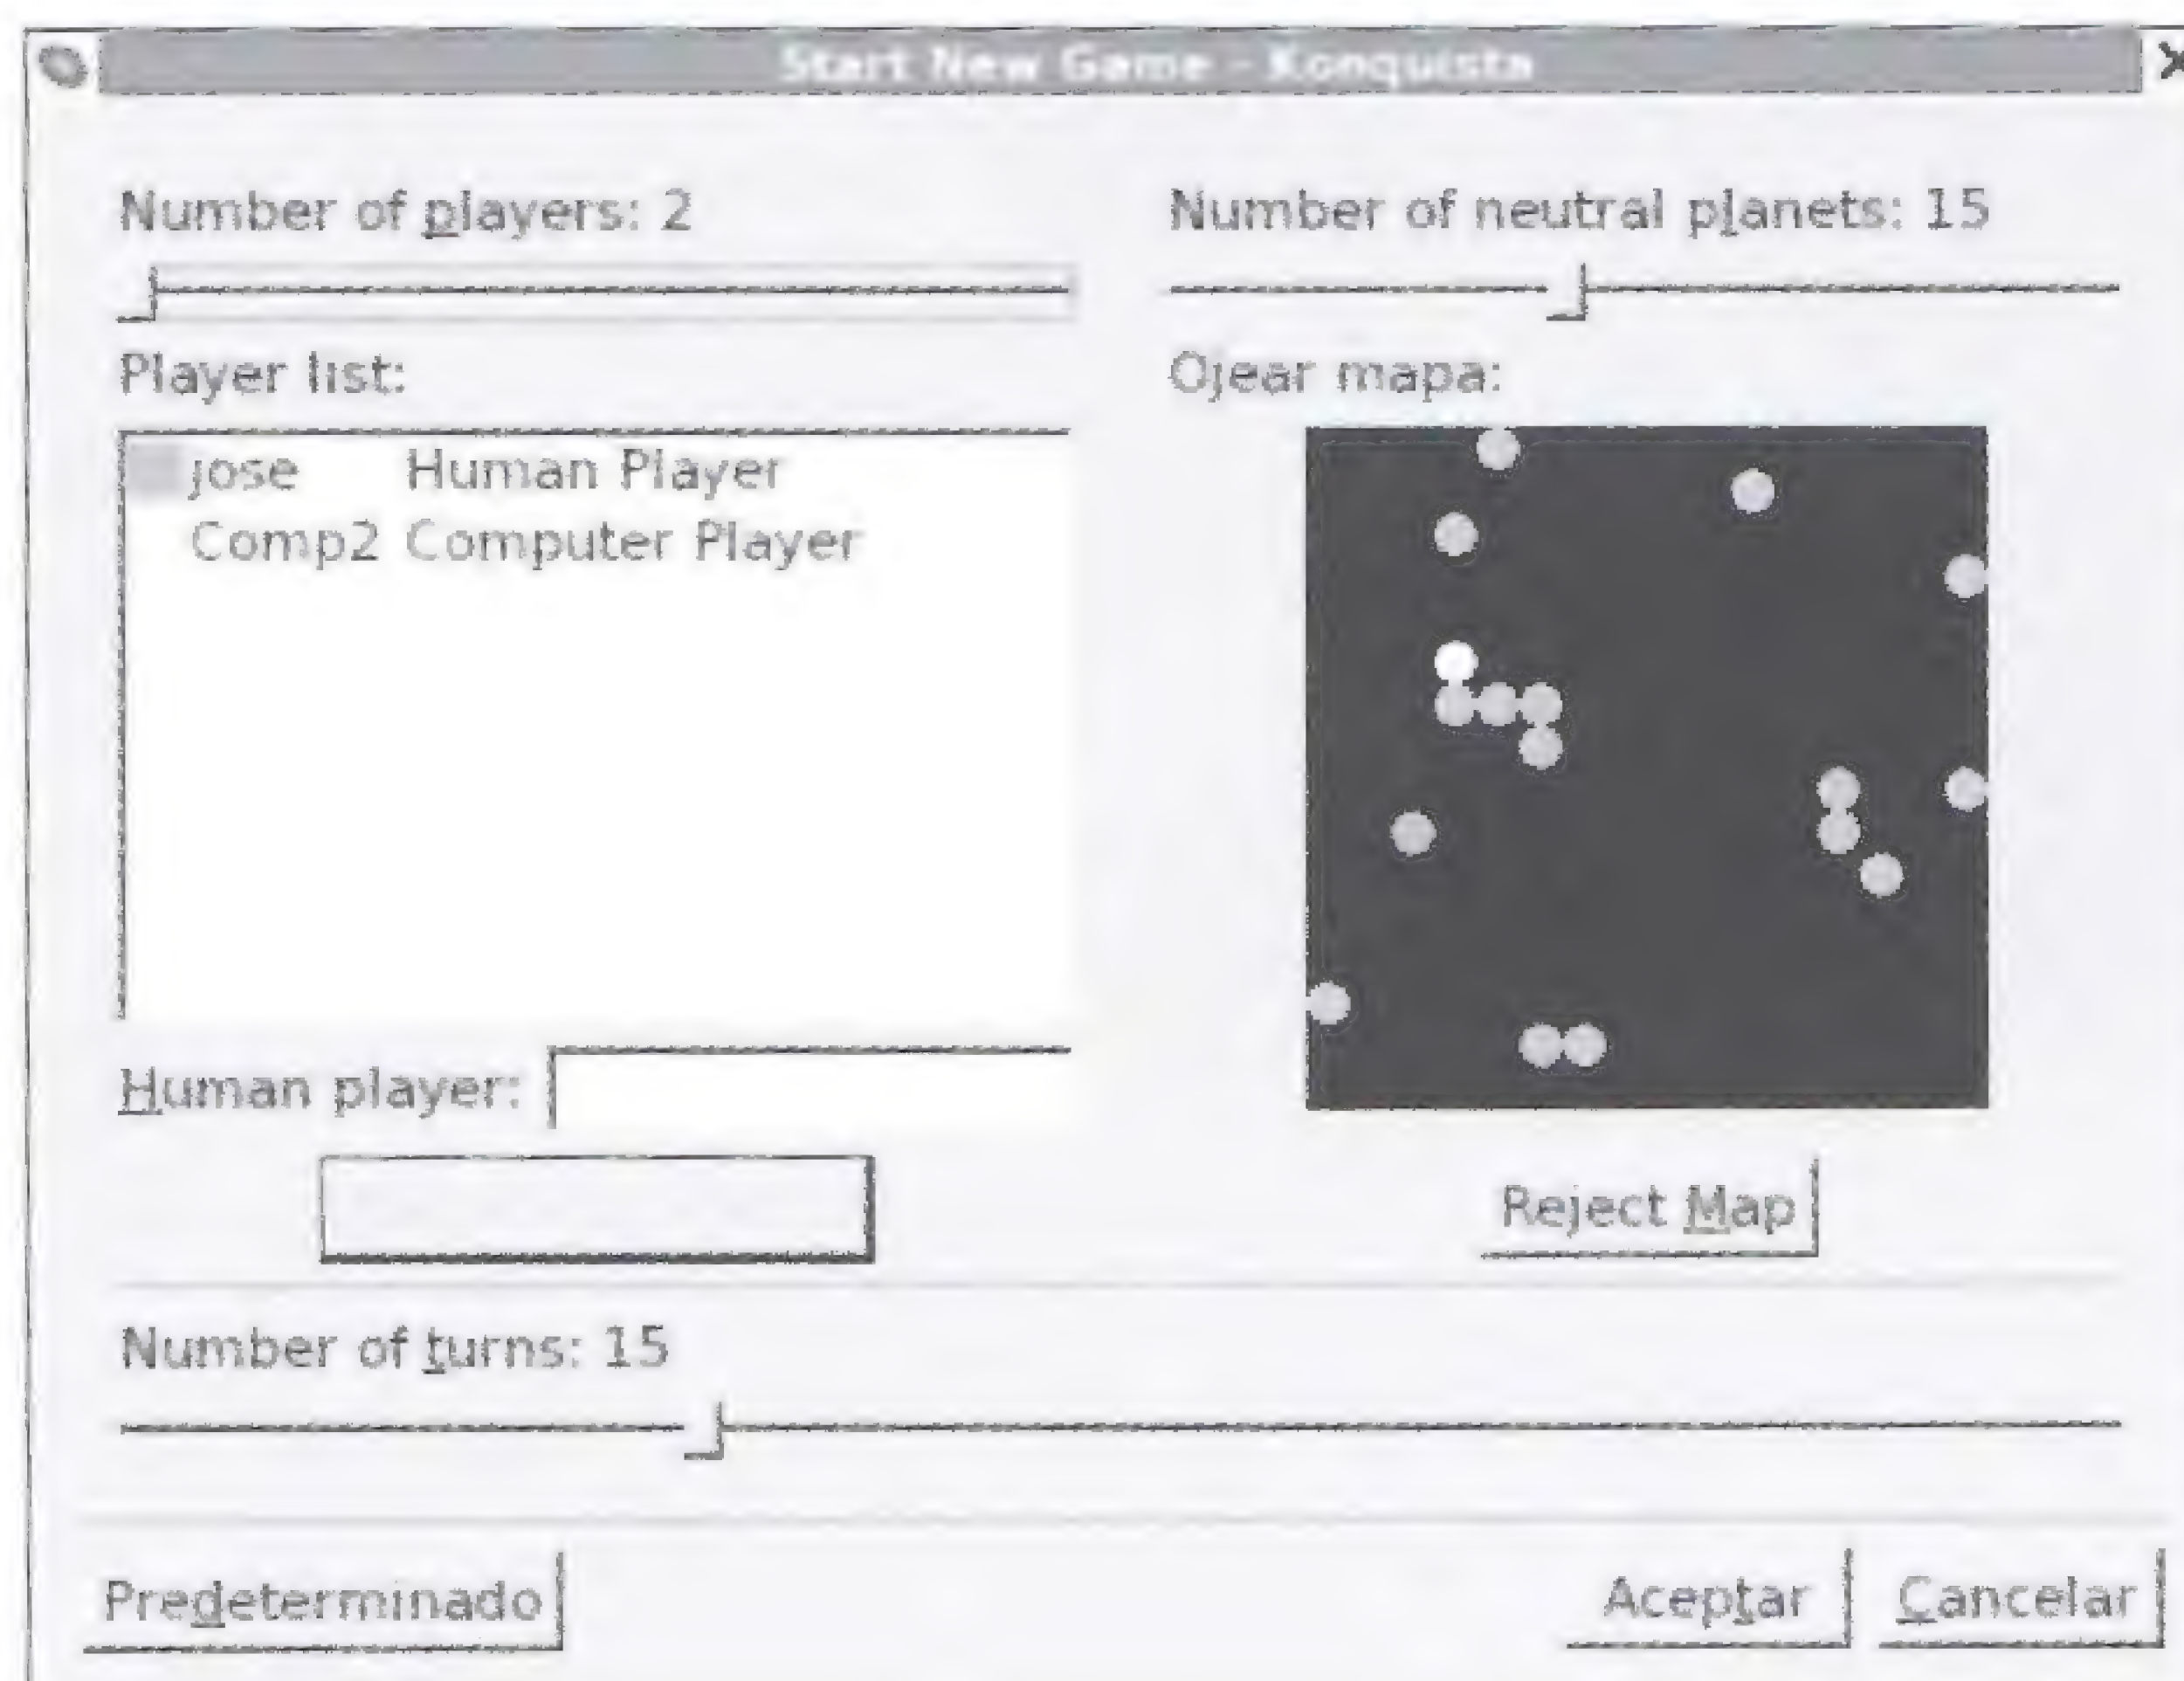 Start New Game - Konquista
Number of players: 2
Number of neutral planets: 15
Player list:
Ojear mapa:
jose Human Player
Comp2 Computer Player
Human player:
Reject Map
Number of turns: 15
Predeterminado
Aceptar
Cancelar